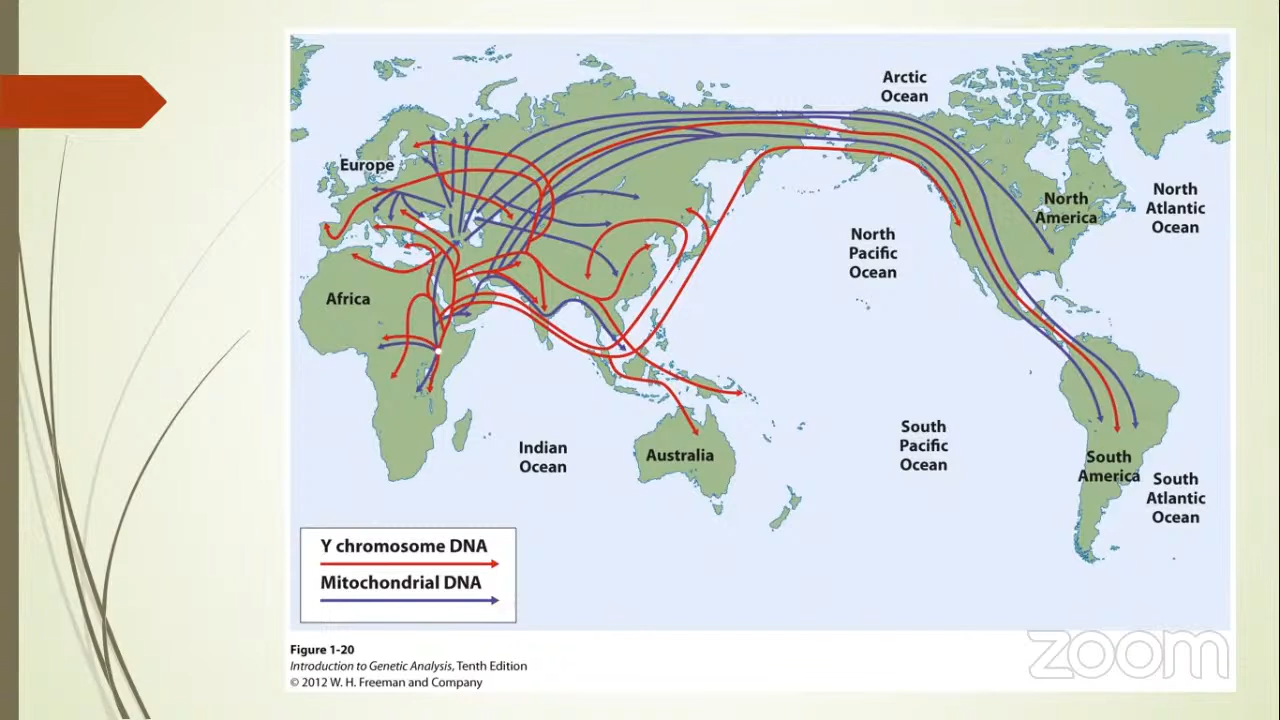 Arctic
Ocean
Europe
North
America
North
Atlantic
Ocean
North
Pacific
Ocean
Africa
South
Pacific
Ocean
Indian
Ocean
Australia
South
America
South
Atlantic
Ocean
Y chromosome DNA
Mitochondrial DNA
Figure 1-20
Introduction to Genetic Analysis, Tenth Edition
© 2012 W. H. Freeman and Company
zoom